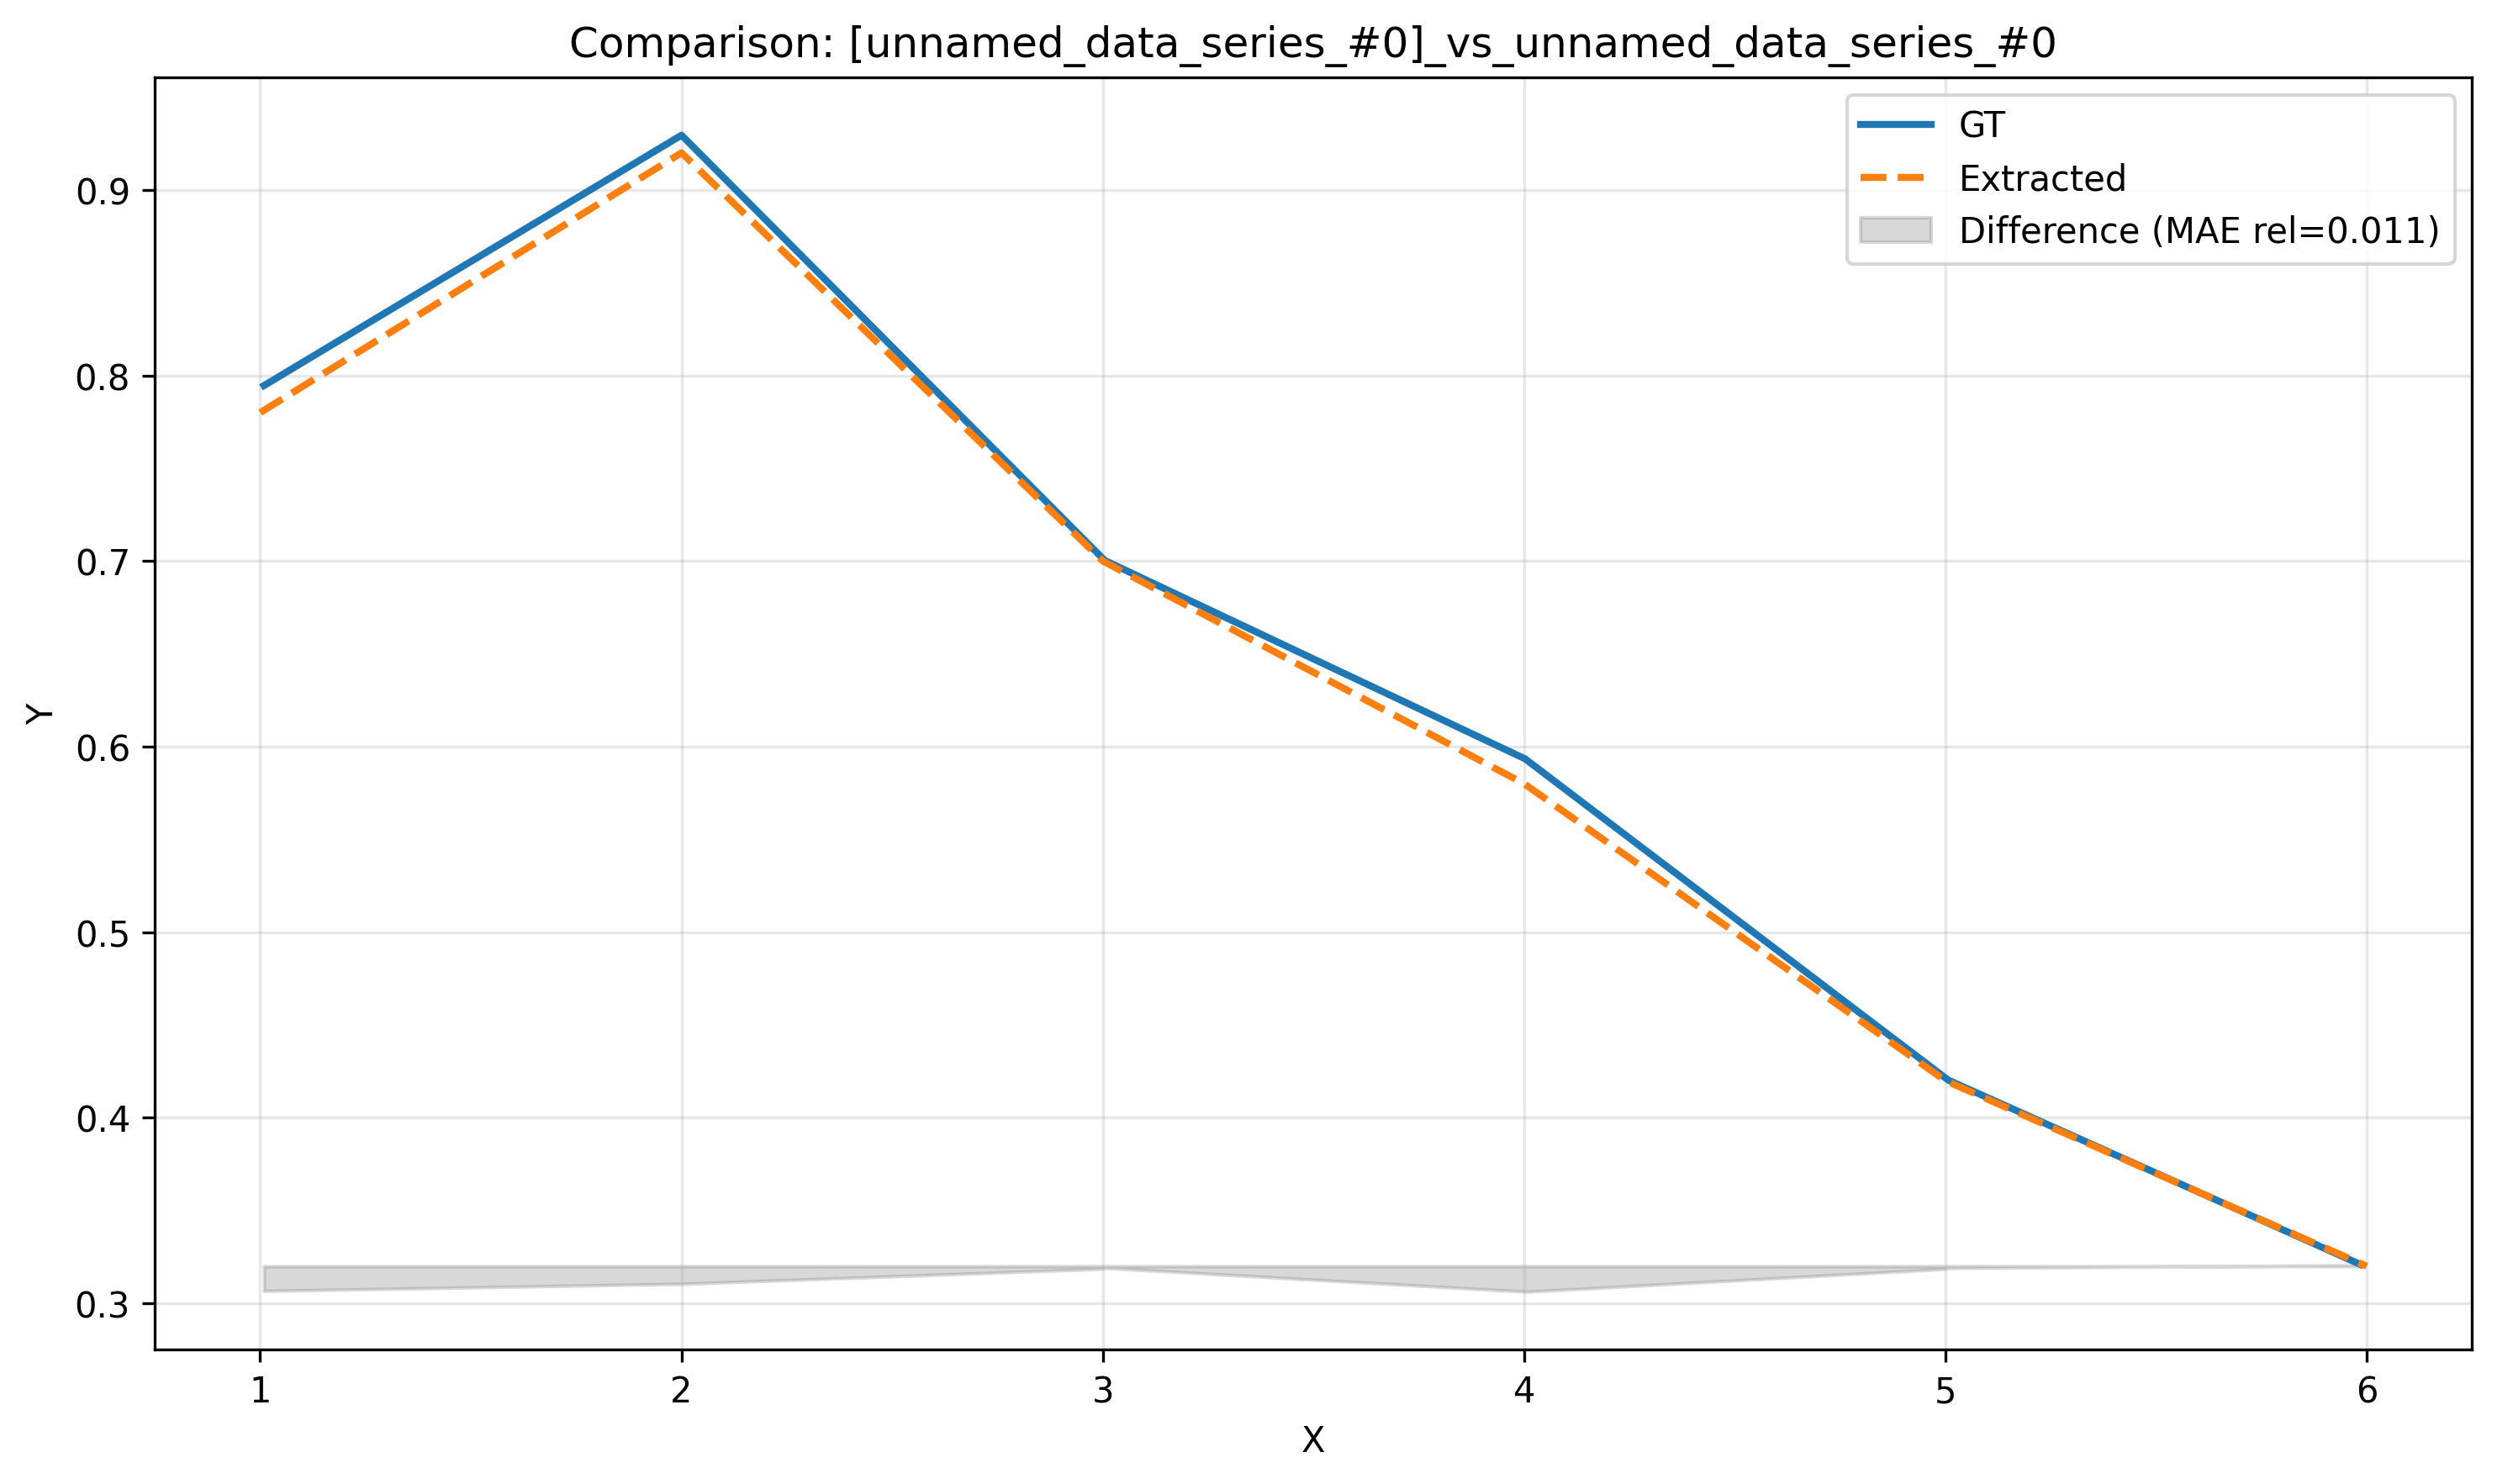 Comparison: [unnamed_data_series_#0]_vs_unnamed_data_series_#0
GT
Extracted
Difference (MAE rel=0.011)
0.9
0.8
0.7
0.6
0.5
0.4
0.3
Y
1 2 3 4 5 6
X